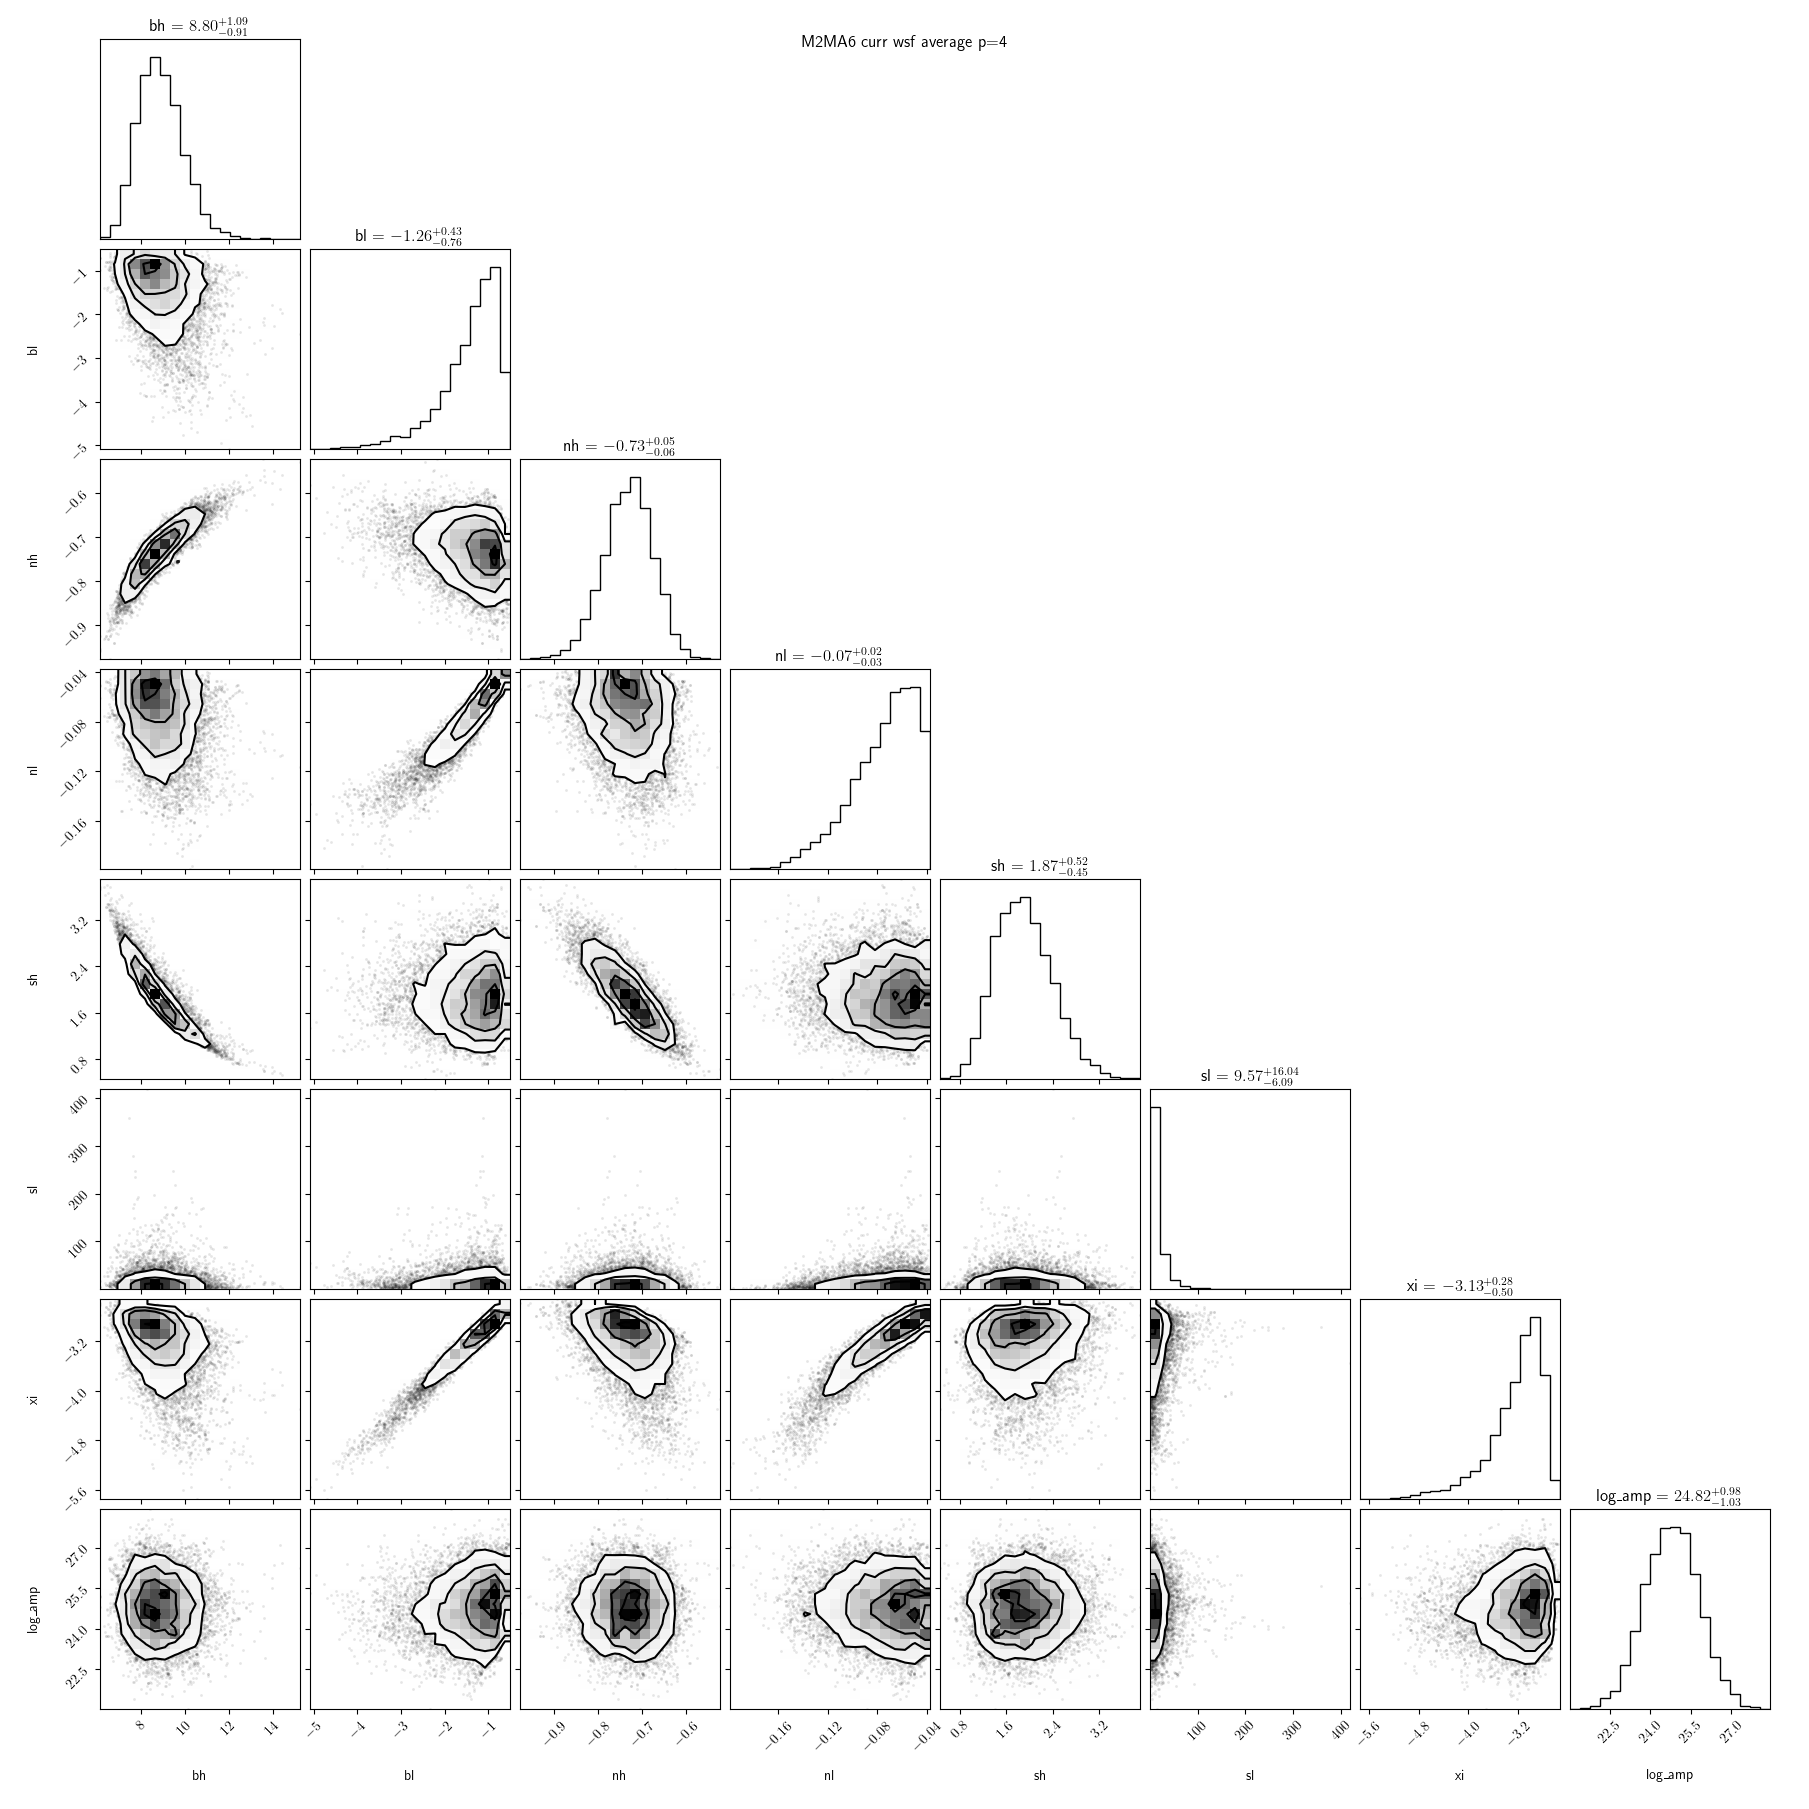 bh = 8.80+1.09−0.91
M2MA6 curr wsf average p=4
bl = −1.26+0.43−0.76
−1
−2
−3
−4
−5
bl
nh = −0.73+0.05−0.06
−0.6
−0.7
−0.8
−0.9
nh
nl = −0.07+0.02−0.03
−0.04
−0.08
−0.12
−0.16
nl
sh = 1.87+0.52−0.45
3.2
2.4
1.6
0.8
sh
sl = 9.57+16.04−6.09
400
300
200
100
sl
xi = −3.13+0.28−0.50
−3.2
−4.0
−4.8
−5.6
xi
log_amp = 24.82+0.98−1.03
27.0
25.5
24.0
22.5
log_amp
8 10 12 14
−5 −4 −3 −2 −1
−0.9 −0.8 −0.7 −0.6
−0.16 −0.12 −0.08 −0.04
0.8 1.6 2.4 3.2
100 200 300 400
−5.6 −4.8 −4.0 −3.2
22.5 24.0 25.5 27.0
bh bl nh nl sh sl xi log_amp